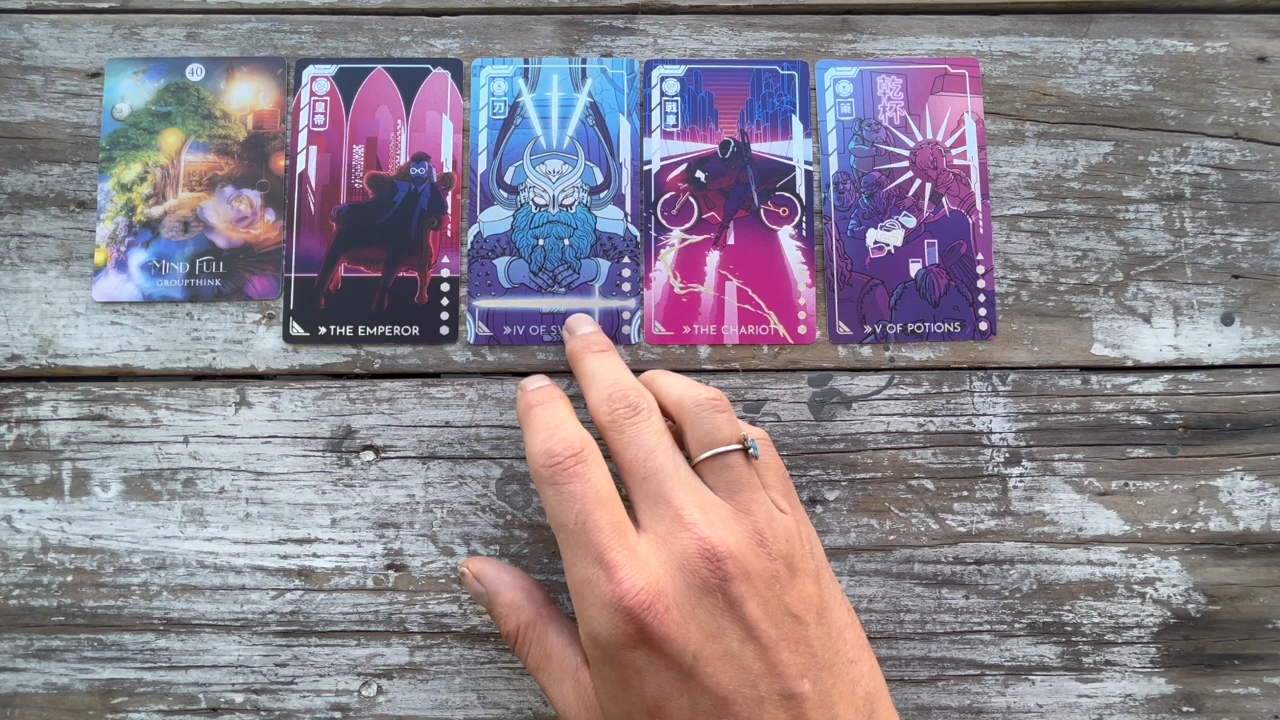 40
MIND FULL
GROUPTHINK
皇帝
»THE EMPEROR
刀
»IV OF SW
戦車
»THE CHARIOT
乾杯
薬
»V OF POTIONS